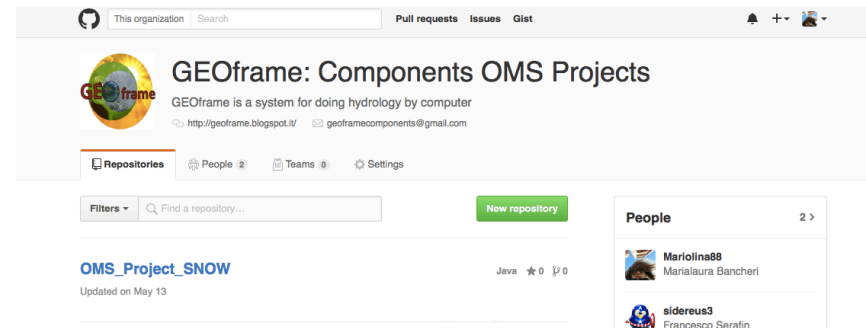 This organization Search Pull requests Issues Gist
GEOframe
GEOframe: Components OMS Projects
GEOframe is a system for doing hydrology by computer
http://geoframe.blogspot.it/ geoframecomponents@gmail.com
Repositories People 2 Teams 0 Settings
Filters Find a repository... New repository
People 2 >
OMS_Project_SNOW Java 0 0
Updated on May 13
Mariolina88
Marialaura Bancheri
sidereus3
Francesco Serafin